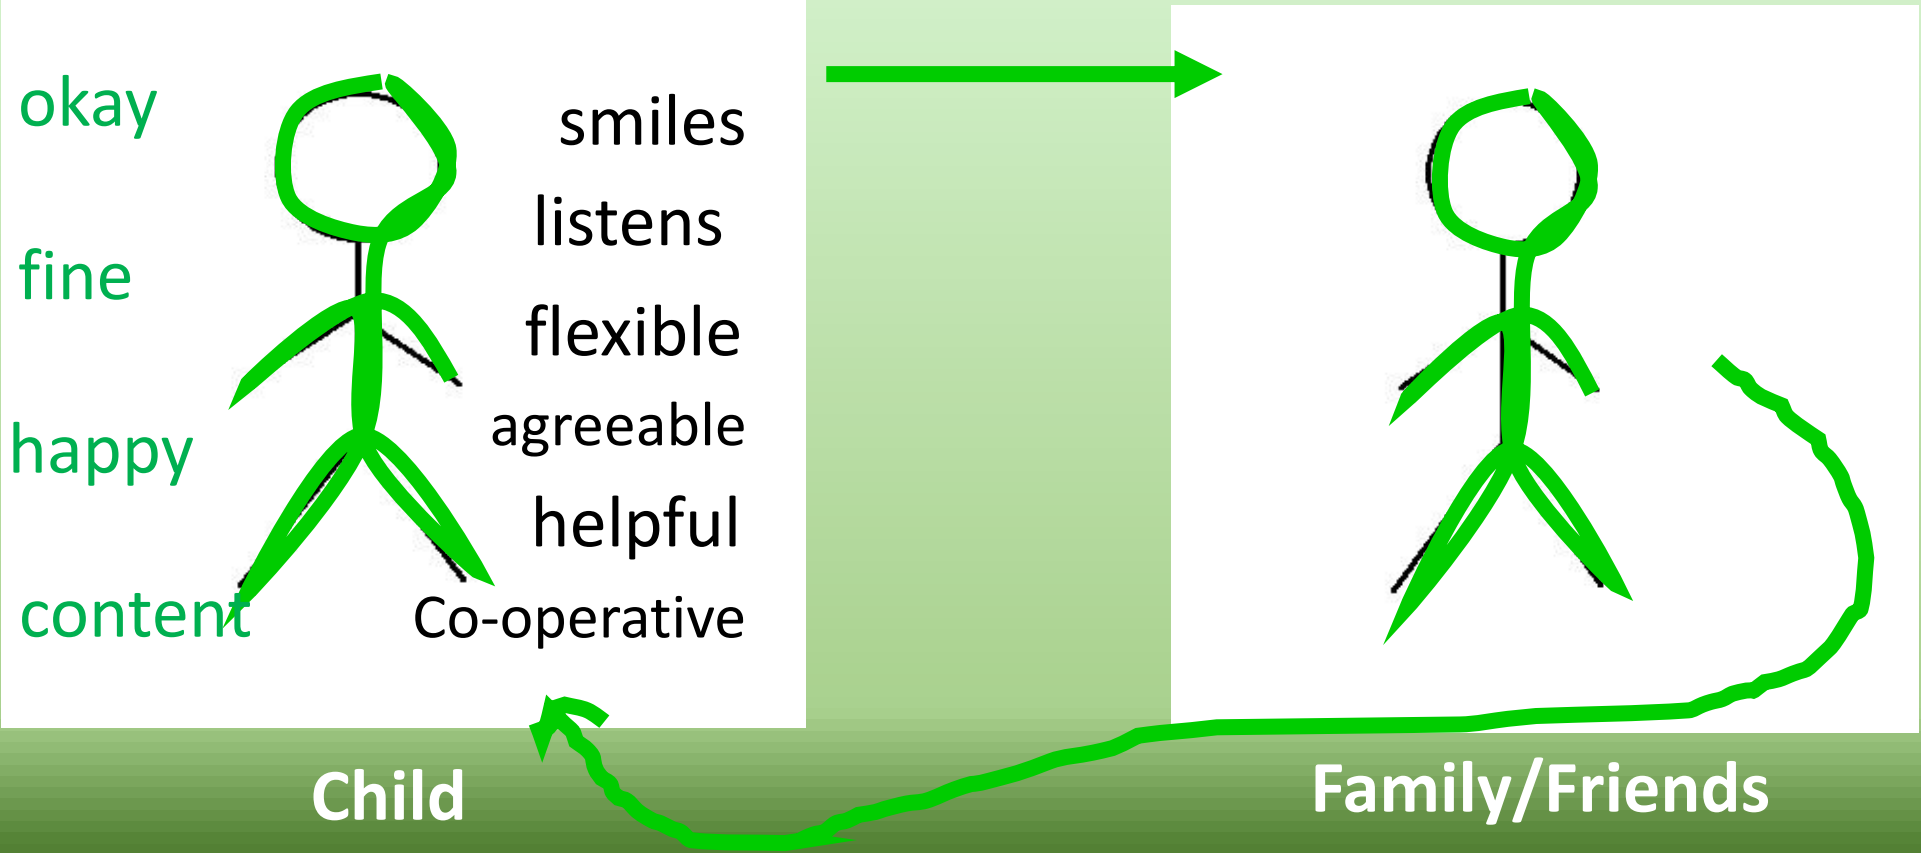 okay
fine
happy
content
smiles
listens
flexible
agreeable
helpful
Co-operative
Child
Family/Friends